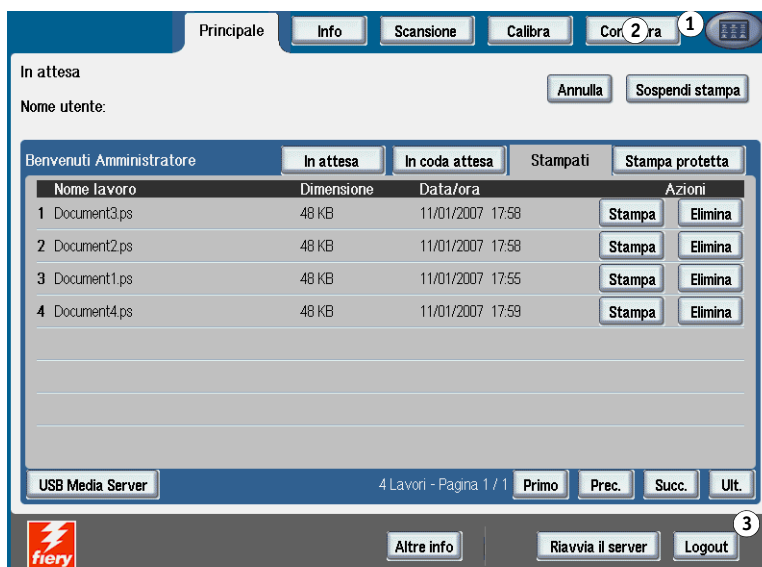 Principale Info Scansione Calibra 2 1
In attesa
Annulla Sospendi stampa
Nome utente:
Benvenuti Amministratore In attesa In coda attesa Stampati Stampa protetta
Nome lavoro Dimensione Data/ora Azioni
1 Document3.ps 48 KB 11/01/2007 17:58 Stampa Elimina
2 Document2.ps 48 KB 11/01/2007 17:58 Stampa Elimina
3 Document1.ps 48 KB 11/01/2007 17:55 Stampa Elimina
4 Document4.ps 48 KB 11/01/2007 17:59 Stampa Elimina
USB Media Server 4 Lavori - Pagina 1 / 1 Primo Prec. Succ. Ult.
3
fiery Altre info Riavvia il server Logout